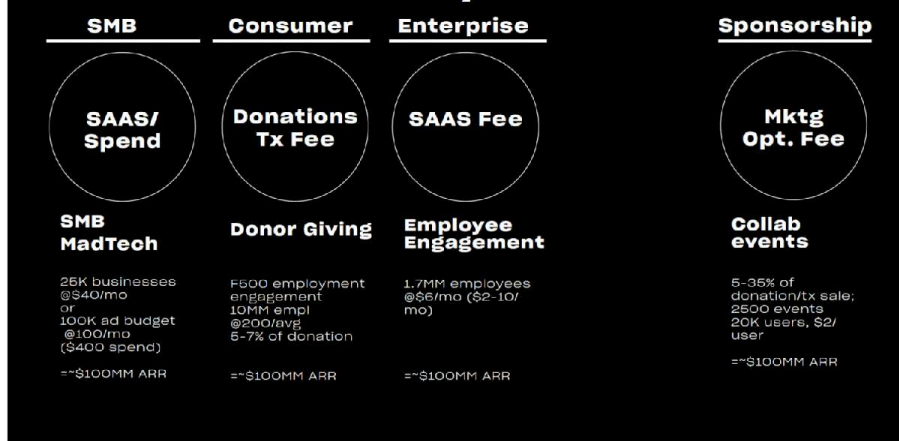 SMB
SAAS/
Spend
SMB
MadTech
25K businesses
@$40/mo
or
100K ad budget
@100/mo
($400 spend)
=~$100MM ARR
Consumer
Donations
Tx Fee
Donor Giving
F500 employment
engagement
10MM empl
@200/avg
5-7% of donation
=~$100MM ARR
Enterprise
SAAS Fee
Employee
Engagement
1.7MM employees
@$6/mo ($2-10/
mo)
=~$100MM ARR
Sponsorship
Mktg
Opt. Fee
Collab
events
5-35% of
donation/tx sale;
2500 events
20K users, $2/
user
=~$100MM ARR